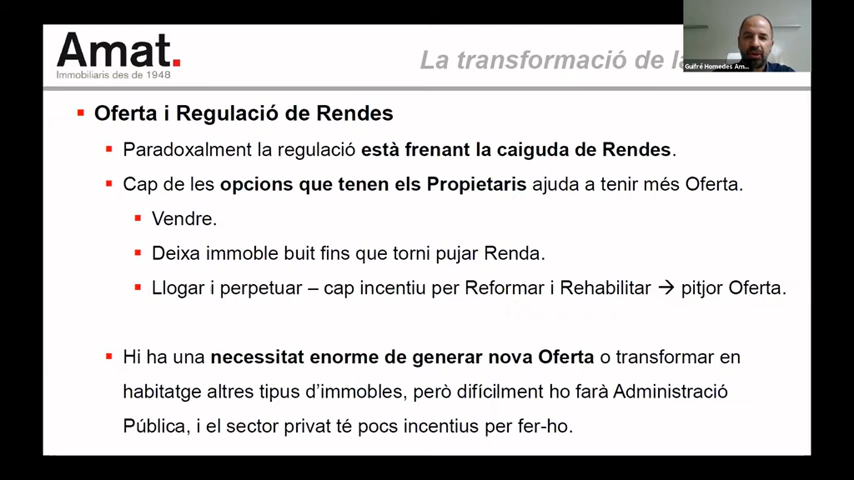 Amat.
Immobiliaris des de 1948
La transformació de la
Guifré Homedes Am...
Oferta i Regulació de Rendes
Paradoxalment la regulació està frenant la caiguda de Rendes.
Cap de les opcions que tenen els Propietaris ajuda a tenir més Oferta.
Vendre.
Deixa immoble buit fins que torni pujar Renda.
Llogar i perpetuar – cap incentiu per Reformar i Rehabilitar → pitjor Oferta.
Hi ha una necessitat enorme de generar nova Oferta o transformar en
habitatge altres tipus d’immobles, però difícilment ho farà Administració
Pública, i el sector privat té pocs incentius per fer-ho.